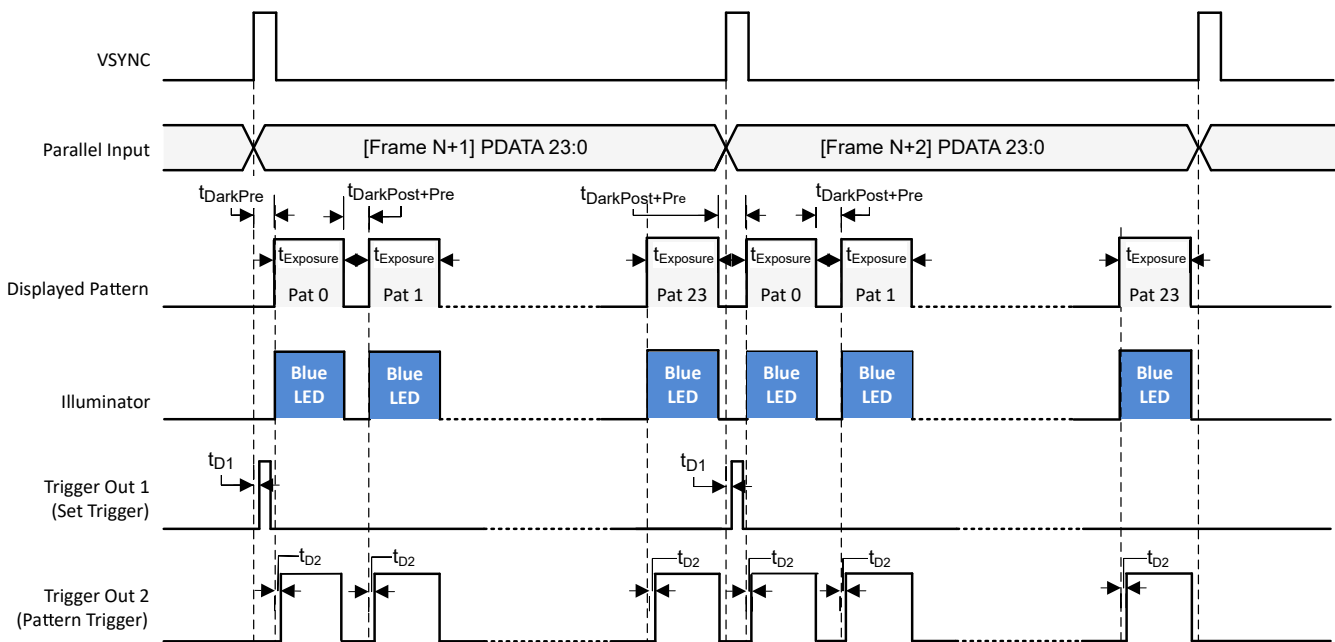 VSYNC
Parallel Input
[Frame N+1] PDATA 23:0
[Frame N+2] PDATA 23:0
tDarkPre
tDarkPost+Pre
tDarkPost+Pre
tDarkPost+Pre
Displayed Pattern
tExposure
tExposure
tExposure
tExposure
tExposure
tExposure
Pat 0
Pat 1
Pat 23
Pat 0
Pat 1
Pat 23
Illuminator
Blue
LED
Blue
LED
Blue
LED
Blue
LED
Blue
LED
Blue
LED
Trigger Out 1
(Set Trigger)
tD1
tD1
Trigger Out 2
(Pattern Trigger)
tD2
tD2
tD2
tD2
tD2
tD2